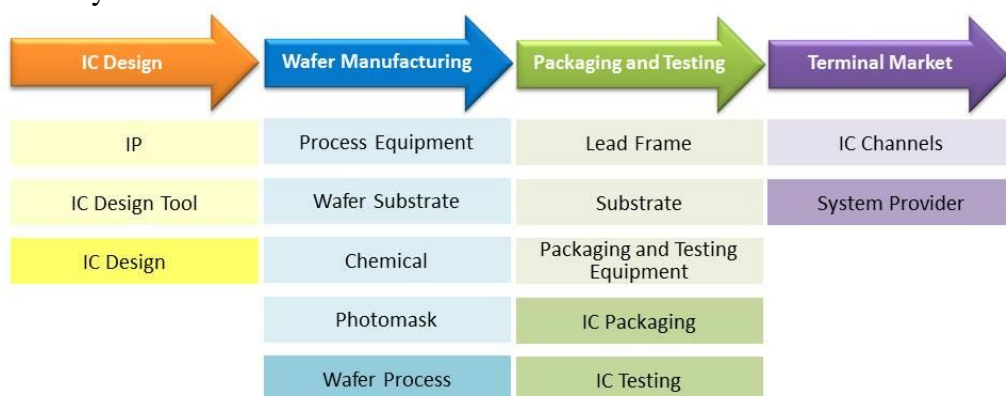 IC Design
Wafer Manufacturing
Packaging and Testing
Terminal Market
IP
Process Equipment
Lead Frame
IC Channels
IC Design Tool
Wafer Substrate
Substrate
System Provider
IC Design
Chemical
Packaging and Testing
Equipment
Photomask
IC Packaging
Wafer Process
IC Testing